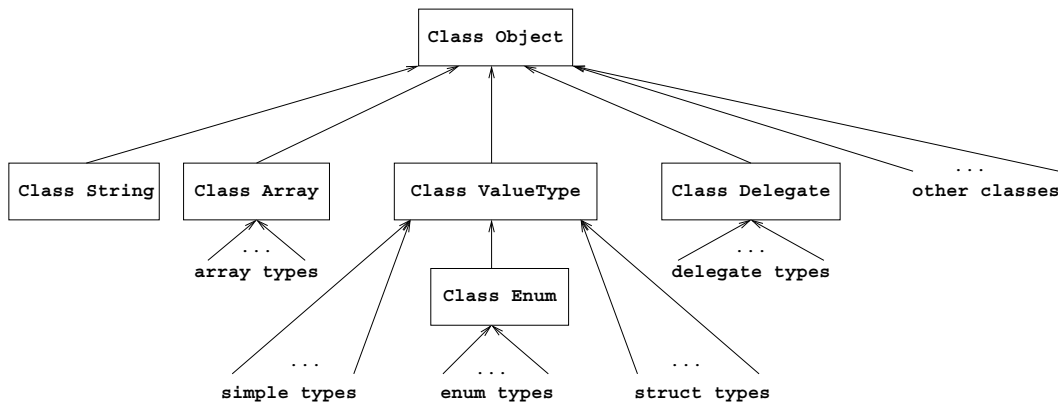 Class Object
Class String
Class Array
Class ValueType
Class Delegate
...
other classes
...
array types
...
delegate types
Class Enum
...
simple types
...
enum types
...
struct types